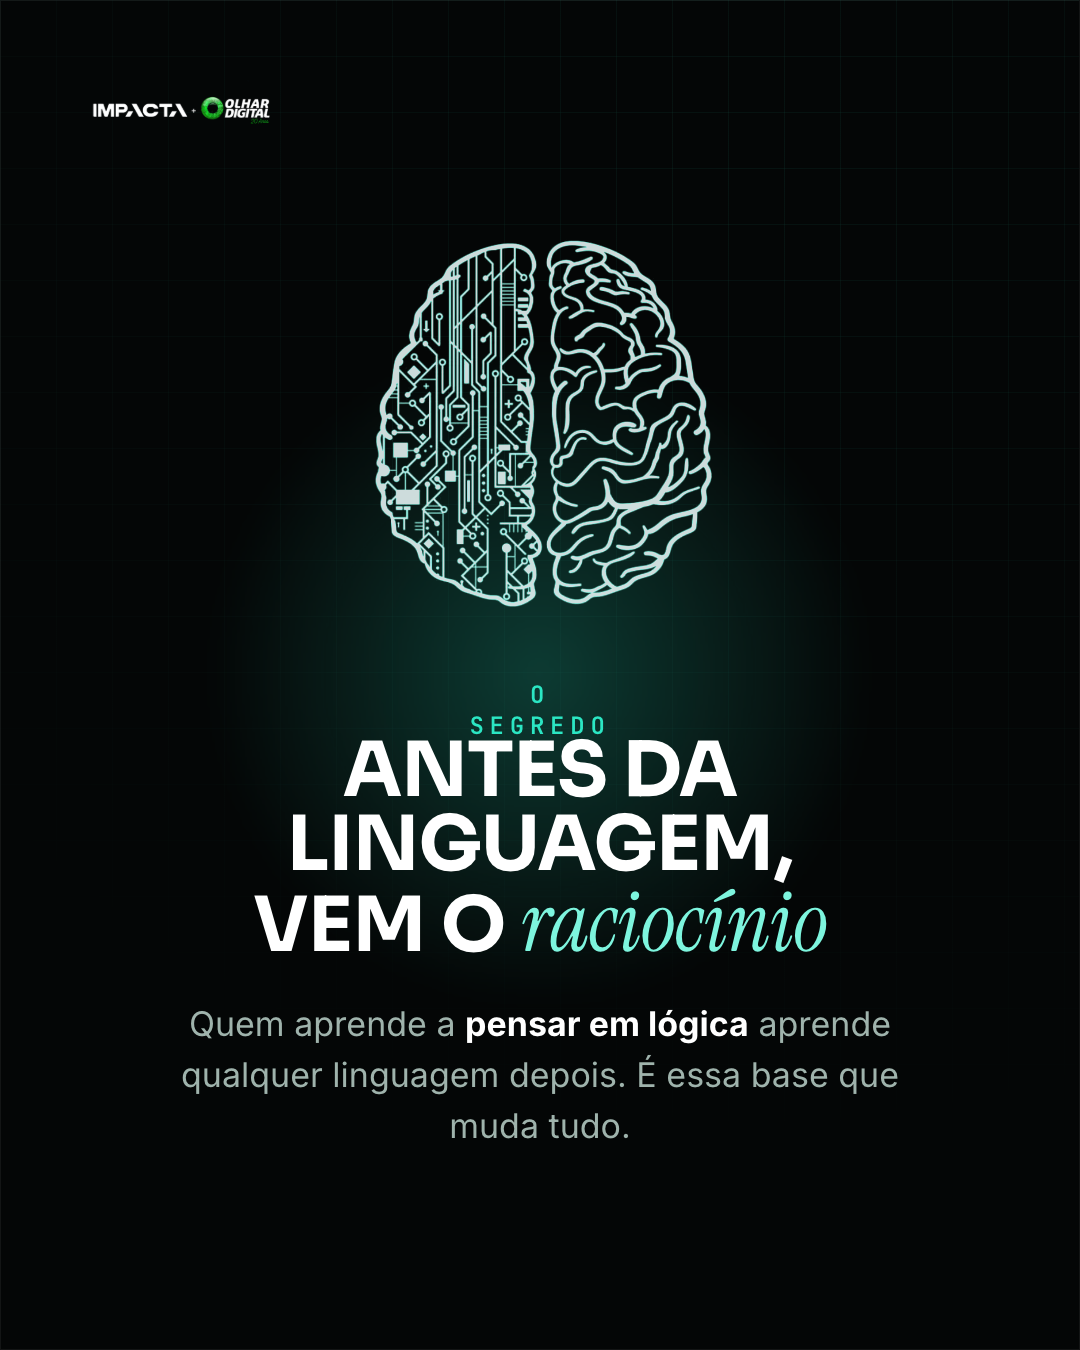 IMPACTA + OLHAR DIGITAL
O
SEGREDO
ANTES DA
LINGUAGEM,
VEM O raciocínio
Quem aprende a pensar em lógica aprende
qualquer linguagem depois. É essa base que
muda tudo.